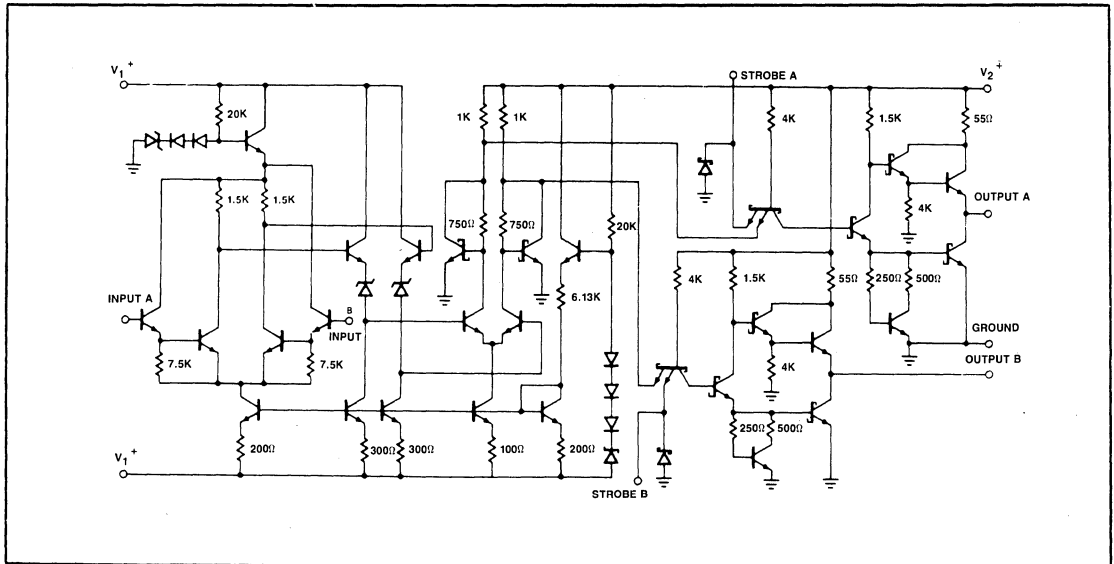 V1+
STROBE A
V2+
20K
1K
1K
4K
1.5K
55Ω
1.5K
1.5K
OUTPUT A
4K
750Ω
750Ω
20K
4K
1.5K
55Ω
250Ω
500Ω
6.13K
INPUT A
B
INPUT
GROUND
OUTPUT B
7.5K
7.5K
4K
250Ω
500Ω
200Ω
300Ω
300Ω
100Ω
200Ω
V1+
STROBE B